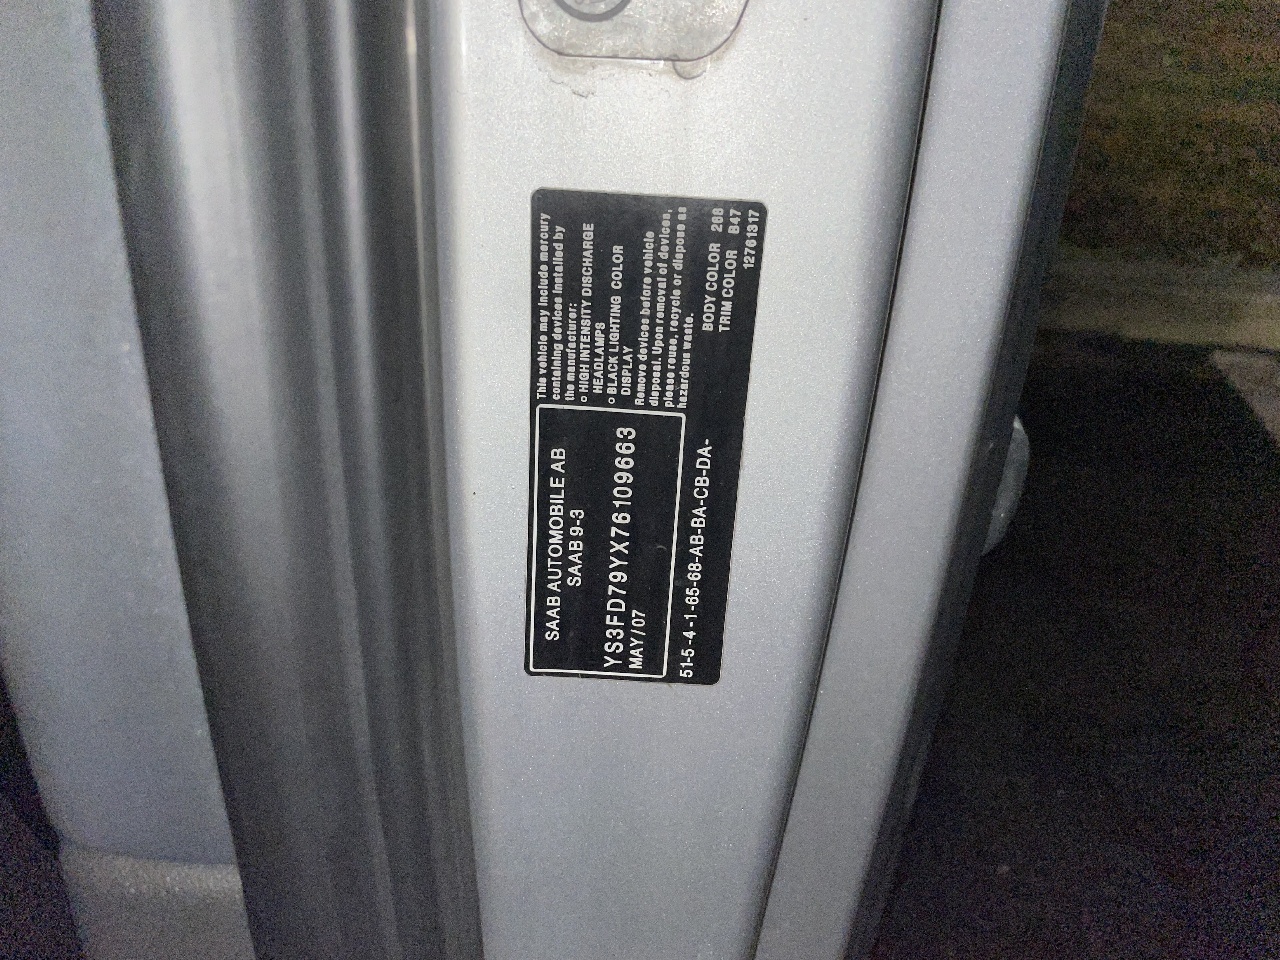 SAAB AUTOMOBILE AB
SAAB 9-3
YS3FD79YX76109663
MAY/07
This vehicle may include mercury
containing devices installed by
the manufacturer:
o HIGH INTENSITY DISCHARGE
HEADLAMPS
o BLACK LIGHTING COLOR
DISPLAY
Remove devices before vehicle
disposal. Upon removal of devices,
please reuse, recycle or dispose as
hazardous waste.
51-5-4-1-65-68-AB-BA-CB-DA-
BODY COLOR 268
TRIM COLOR B47
12761317